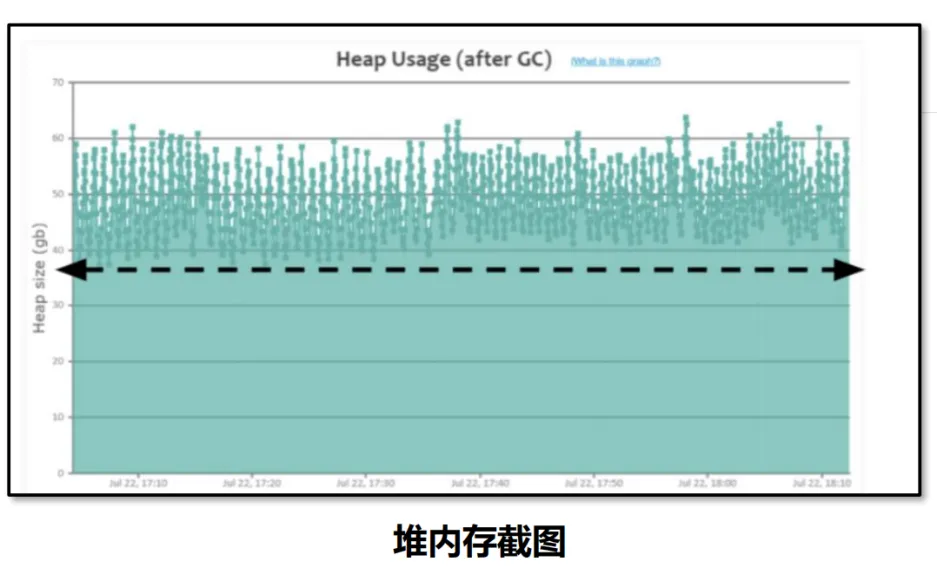 Heap Usage (after GC) (What is this graph?)
Heap size (gb)
70
60
50
40
30
20
10
0
Jul 22, 17:10 Jul 22, 17:20 Jul 22, 17:30 Jul 22, 17:40 Jul 22, 17:50 Jul 22, 18:00 Jul 22, 18:10
堆内存截图